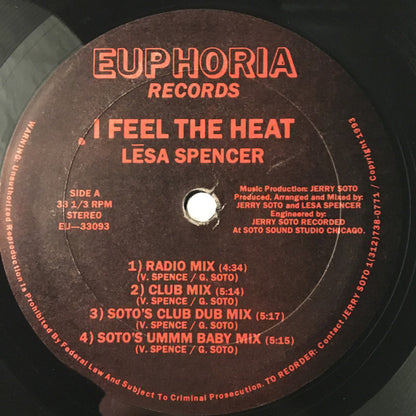 EUPHORIA
RECORDS
I FEEL THE HEAT
LĒSA SPENCER
SIDE A
33 1/3 RPM
STEREO
EU—33093
Music Production: JERRY SOTO
Produced, Arranged and Mixed by:
JERRY SOTO and LESA SPENCER
Engineered by:
JERRY SOTO RECORDED
At SOTO SOUND STUDIO CHICAGO.
1) RADIO MIX (4:34)
(V. SPENCE / G. SOTO)
2) CLUB MIX (5:14)
(V. SPENCE / G. SOTO)
3) SOTO'S CLUB DUB MIX (5:17)
(V. SPENCE / G. SOTO)
4) SOTO'S UMMM BABY MIX (5:15)
(V. SPENCE / G. SOTO)
WARNING: Unauthorized Reproduction Is Prohibited By Federal Law And Subject To Criminal Prosecution. TO REORDER: Contact JERRY SOTO 1(312)738-0771 / Copyright 1993